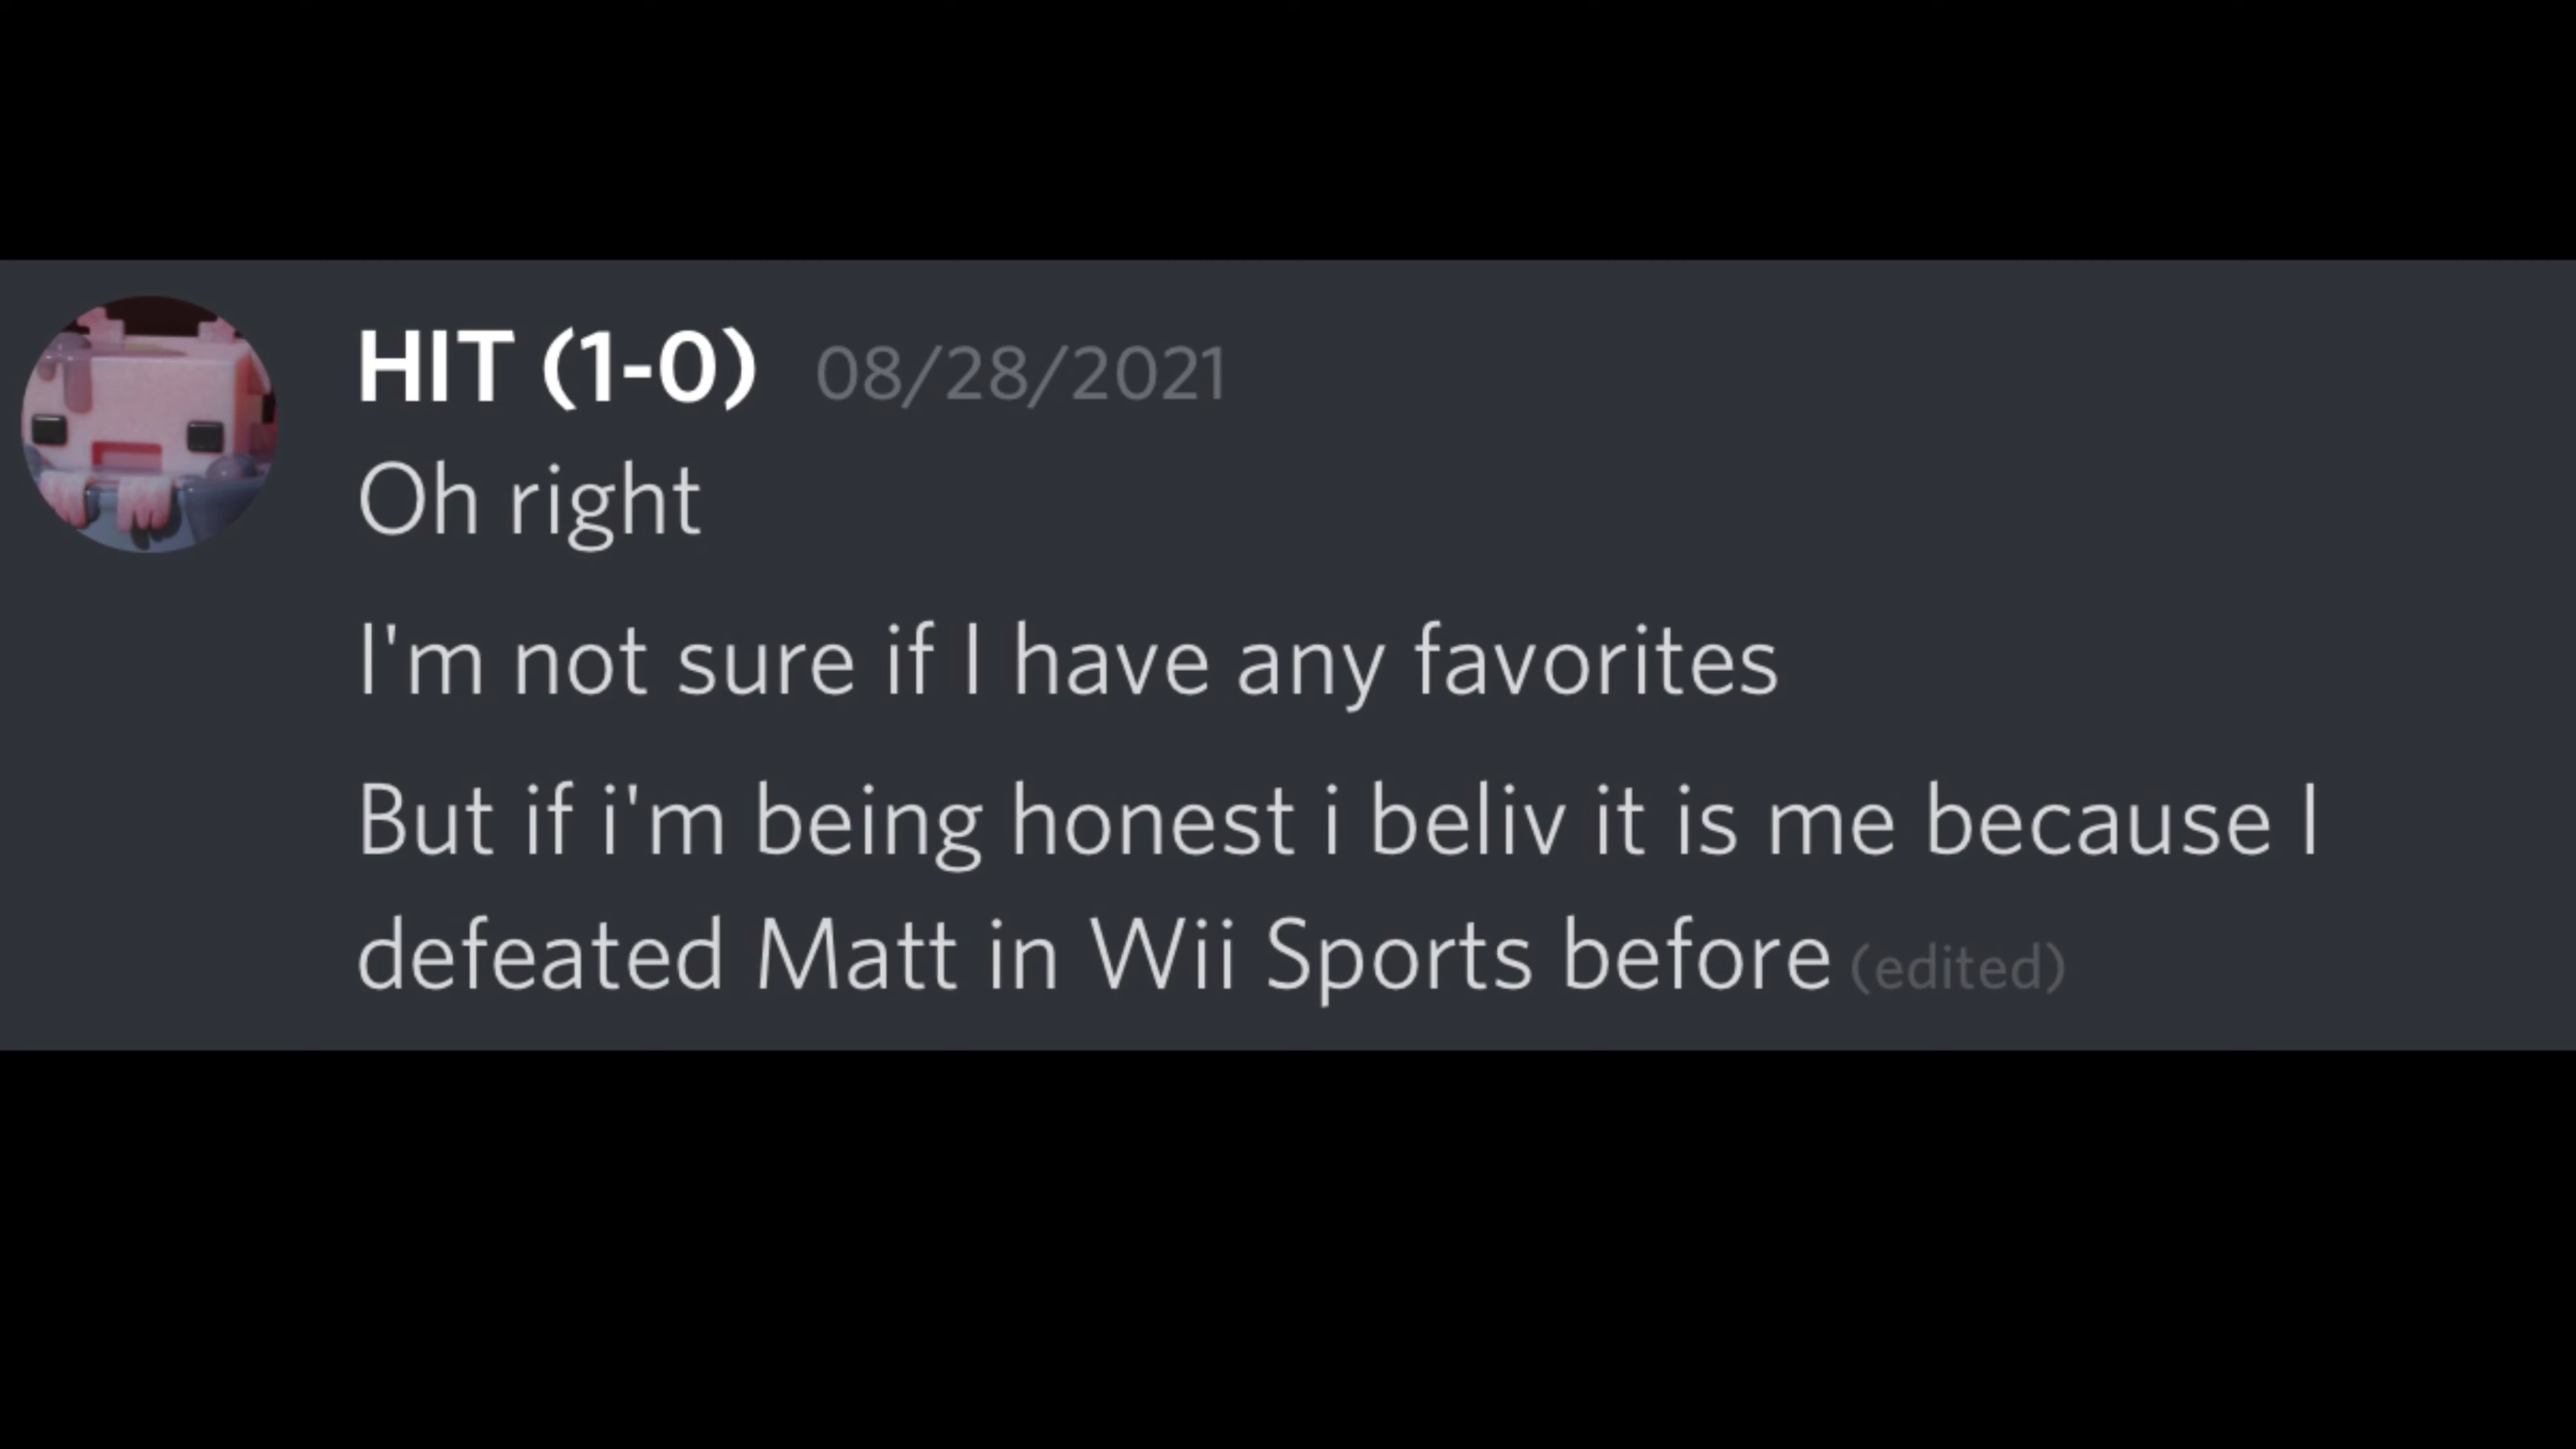 HIT (1-0) 08/28/2021
Oh right
I'm not sure if I have any favorites
But if i'm being honest i beliv it is me because I
defeated Matt in Wii Sports before (edited)